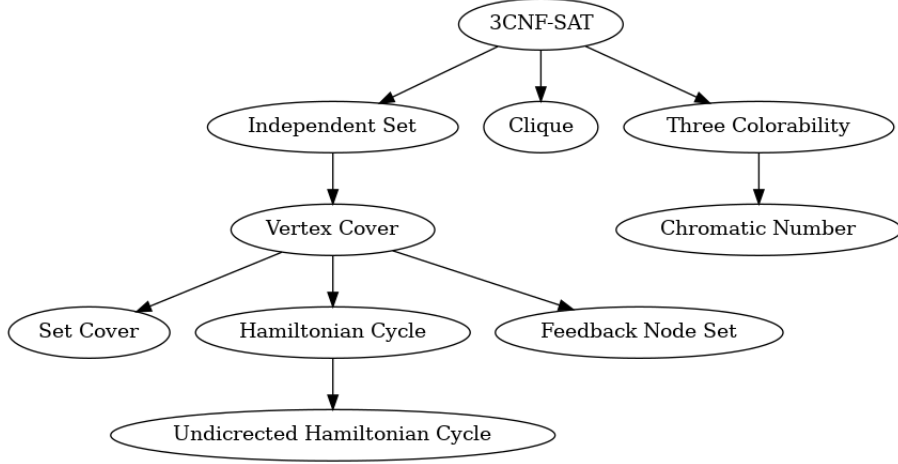 3CNF-SAT
Independent Set
Clique
Three Colorability
Vertex Cover
Chromatic Number
Set Cover
Hamiltonian Cycle
Feedback Node Set
Undicrected Hamiltonian Cycle